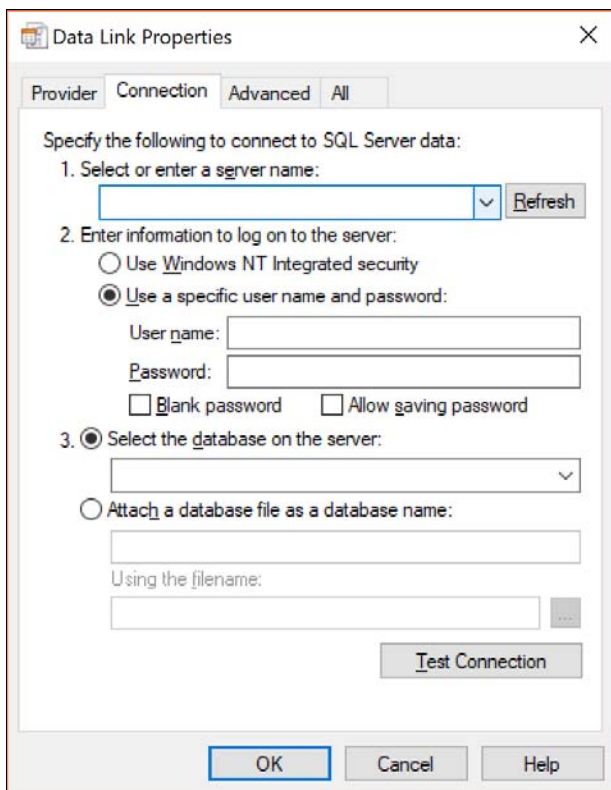 Data Link Properties
Provider Connection Advanced All
Specify the following to connect to SQL Server data:
1. Select or enter a server name:
Refresh
2. Enter information to log on to the server:
Use Windows NT Integrated security
Use a specific user name and password:
User name:
Password:
Blank password Allow saving password
3. Select the database on the server:
Attach a database file as a database name:
Using the filename:
...
Test Connection
OK Cancel Help